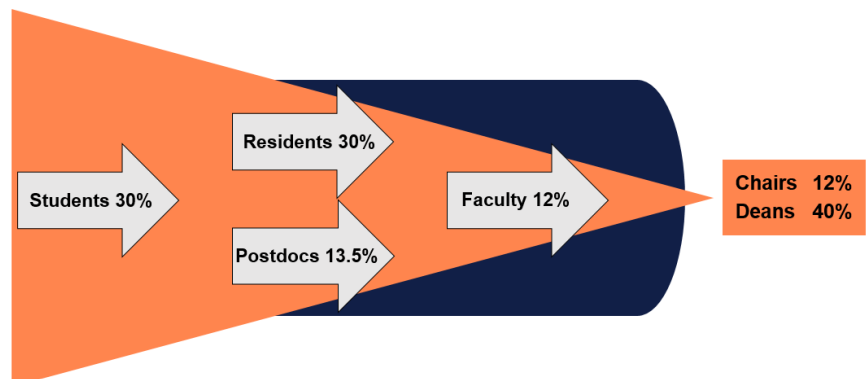 Residents 30%
Students 30%
Faculty 12%
Postdocs 13.5%
Chairs 12%
Deans 40%